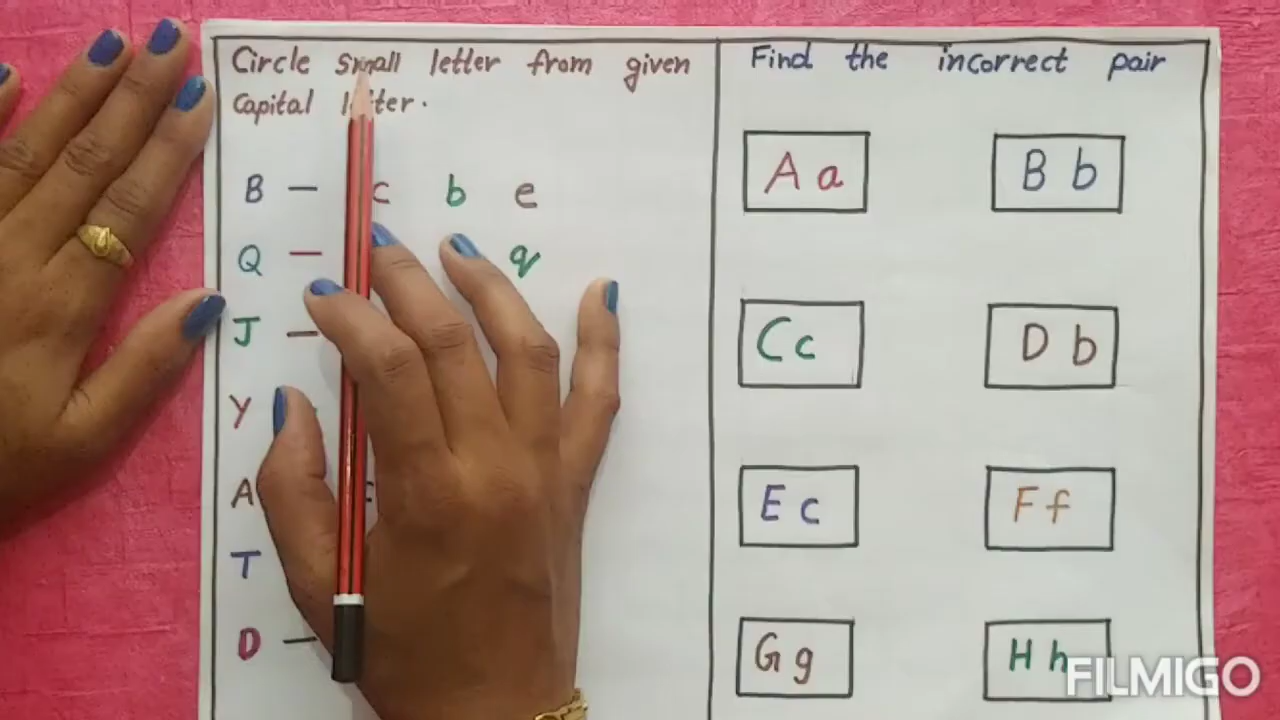 Circle small letter from given
Capital letter.
B — c b e
Q — q
J —
Y
A
T
D —
Find the incorrect pair
A a
B b
C c
D b
E c
F f
G g
H h
FILMIGO